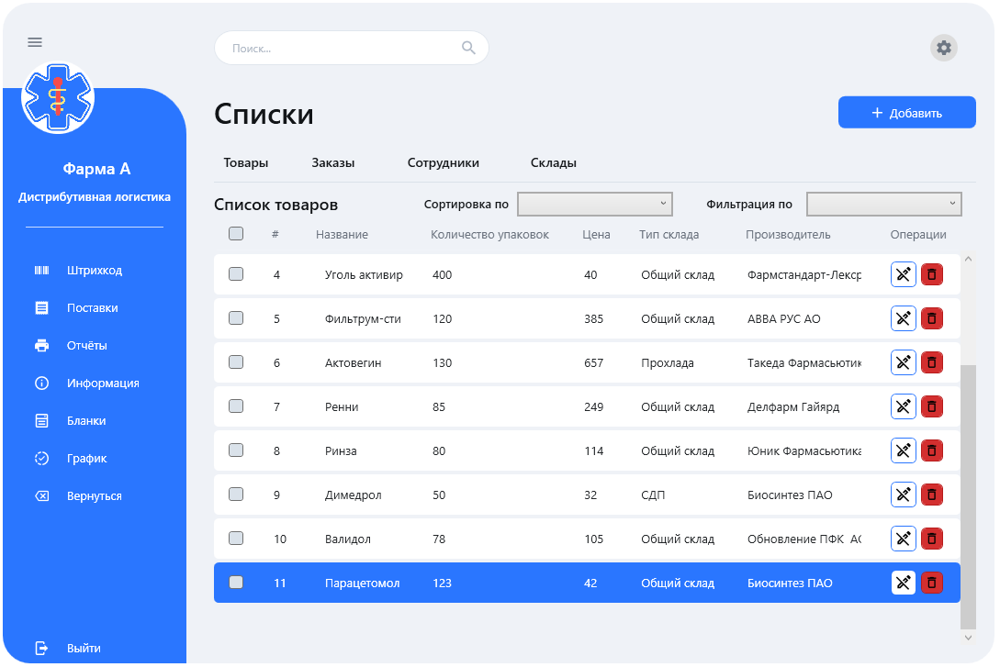 Поиск...
Списки
+ Добавить
Фарма А
Дистрибутивная логистика
Штрихкод
Поставки
Отчёты
Информация
Бланки
График
Вернуться
Выйти
Товары Заказы Сотрудники Склады
Список товаров Сортировка по Фильтрация по
# Название Количество упаковок Цена Тип склада Производитель Операции
4 Уголь активир 400 40 Общий склад Фармстандарт-Лекср
5 Фильтрум-сти 120 385 Общий склад АВВА РУС АО
6 Актовегин 130 657 Прохлада Такеда Фармасьютик
7 Ренни 85 249 Общий склад Делфарм Гайярд
8 Ринза 80 114 Общий склад Юник Фармасьютика
9 Димедрол 50 32 СДП Биосинтез ПАО
10 Валидол 78 105 Общий склад Обновление ПФК АО
11 Парацетомол 123 42 Общий склад Биосинтез ПАО